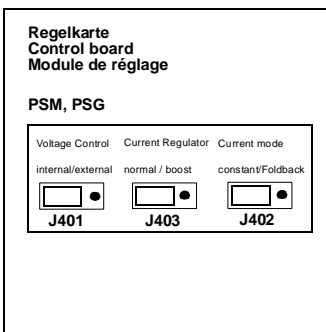 Regelkarte
Control board
Module de réglage
PSM, PSG
Voltage Control Current Regulator Current mode
internal/external normal / boost constant/Foldback
J401 J403 J402